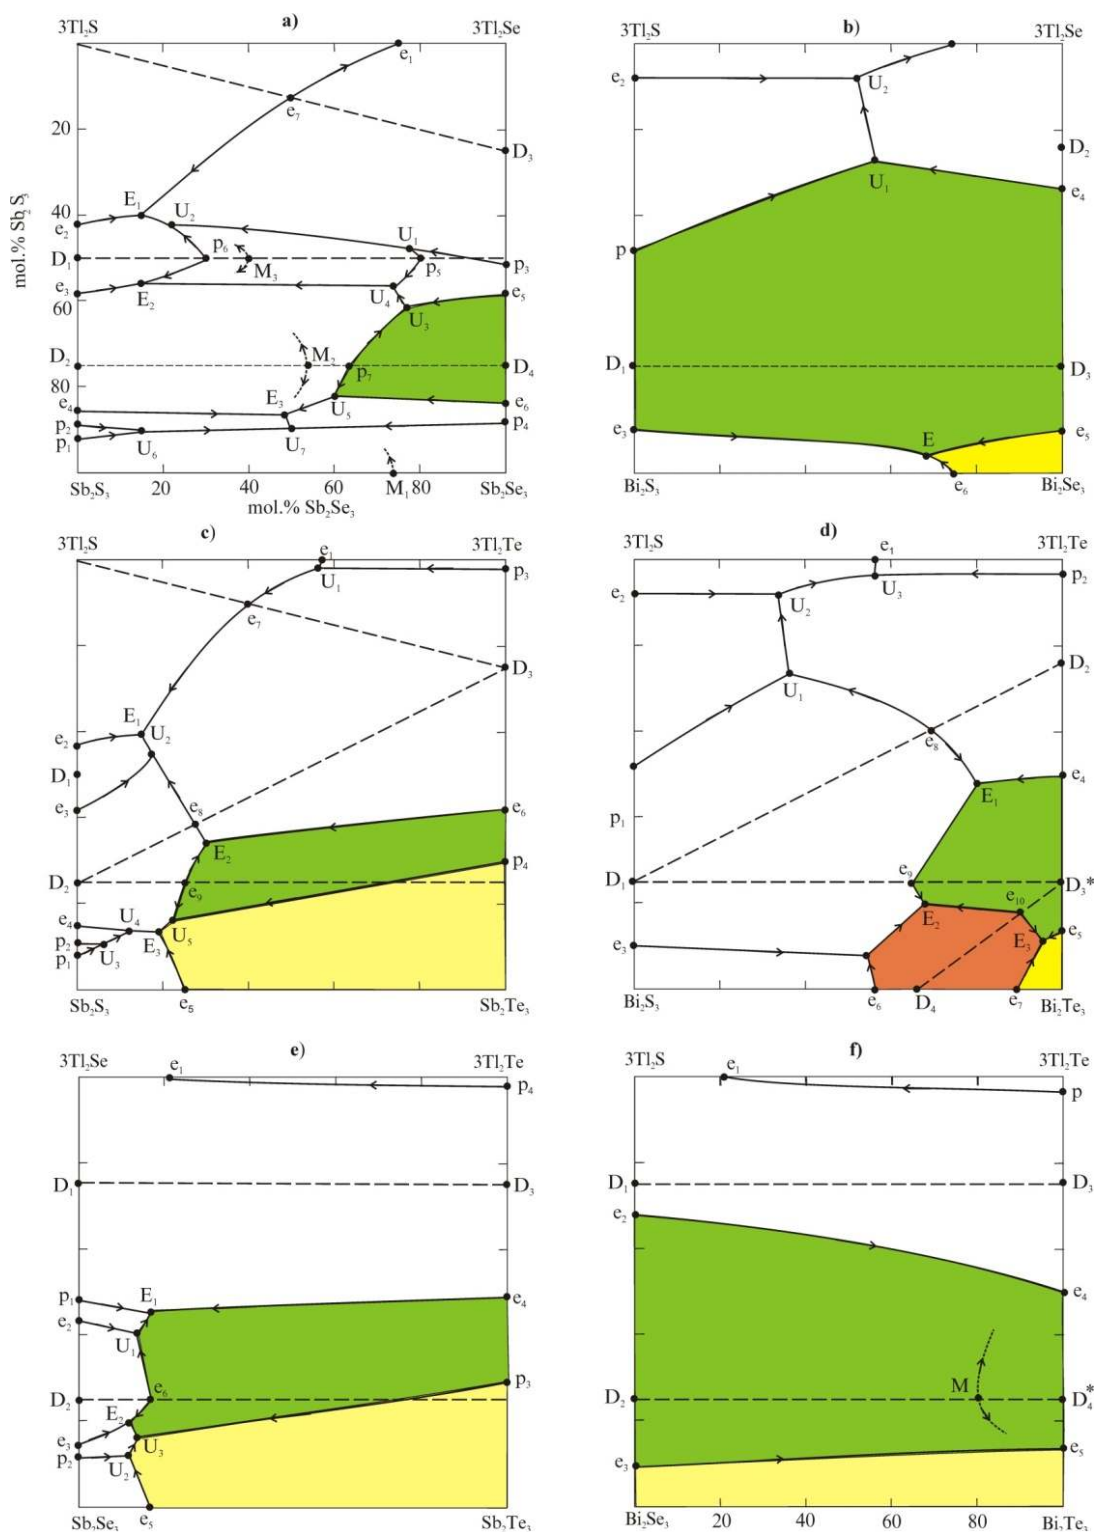 a)
3Tl₂S 3Tl₂Se
e₁
e₇
20
D₃
mol.% Sb₂S₃
40
E₁ U₂
e₂ U₁
D₁ p₆ M₃ p₅ p₃
e₃ E₂ U₄ e₅
60 U₃
D₂ M₂ p₇ D₄
80
e₄ E₃ U₅ e₆
p₂ p₄
p₁ U₆ U₇
Sb₂S₃ 20 40 60 M₁ 80 Sb₂Se₃
mol.% Sb₂Se₃
b)
3Tl₂S 3Tl₂Se
e₂ U₂
D₂
U₁ e₄
p
D₁ D₃
e₃ E e₅
Bi₂S₃ e₆ Bi₂Se₃
c)
3Tl₂S 3Tl₂Te
e₁
U₁ p₃
e₇
D₃
E₁
e₂ U₂
D₁
e₃ e₈ e₆
E₂ p₄
D₂ e₉
e₄ U₄ U₅
p₂ E₃
p₁ U₃
Sb₂S₃ e₅ Sb₂Te₃
d)
3Tl₂S 3Tl₂Te
e₁
e₂ U₂ U₃ p₂
D₂
U₁
e₈
E₁ e₄
p₁
D₁ e₉ e₁₀ D₃*
E₂
e₃ E₃ e₅
Bi₂S₃ e₆ D₄ e₇ Bi₂Te₃
e)
3Tl₂Se 3Tl₂Te
e₁
p₄
D₁ D₃
p₁ E₁ e₄
e₂ U₁
D₂ e₆ p₃
E₂
e₃ U₃
p₂ U₂
Sb₂Se₃ e₅ Sb₂Te₃
f)
3Tl₂S 3Tl₂Te
e₁
p
D₁ D₃
e₂
e₄
D₂ M D₄*
e₃ e₅
Bi₂Se₃ 20 40 60 80 Bi₂Te₃